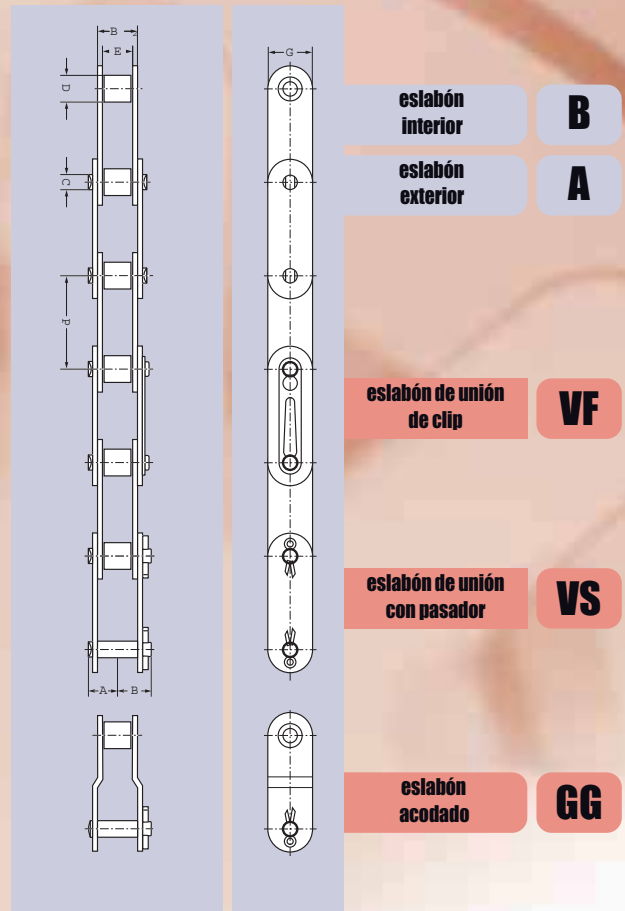 B
2
E
G
D
C
P
A
B
eslabón
interior
B
eslabón
exterior
A
eslabón de unión
de clip
VF
eslabón de unión
con pasador
VS
eslabón
acodado
GG